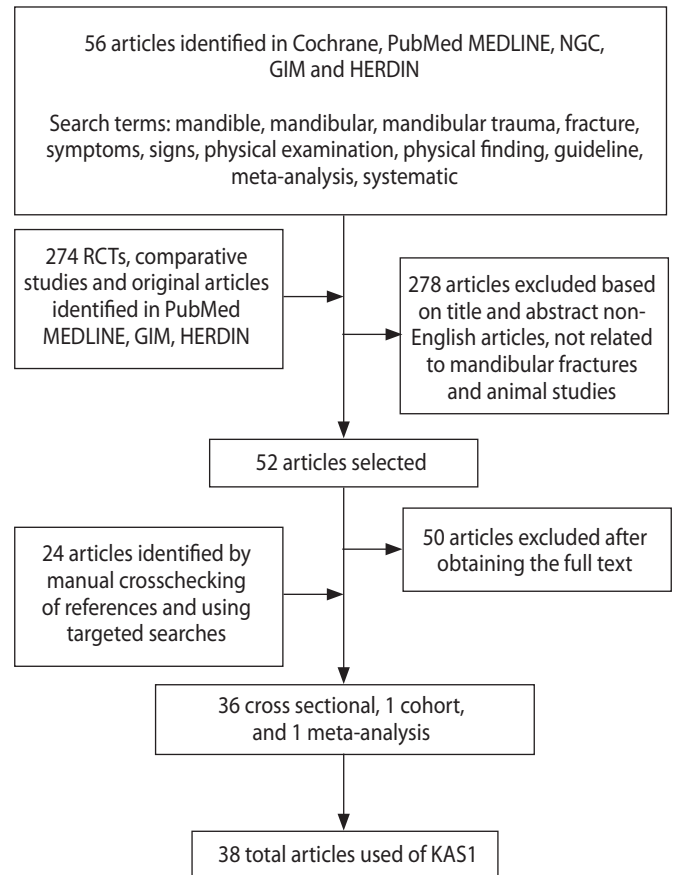 56 articles identified in Cochrane, PubMed MEDLINE, NGC,
GIM and HERDIN
Search terms: mandible, mandibular, mandibular trauma, fracture,
symptoms, signs, physical examination, physical finding, guideline,
meta-analysis, systematic
274 RCTs, comparative
studies and original articles
identified in PubMed
MEDLINE, GIM, HERDIN
278 articles excluded based
on title and abstract non-
English articles, not related
to mandibular fractures
and animal studies
52 articles selected
24 articles identified by
manual crosschecking
of references and using
targeted searches
50 articles excluded after
obtaining the full text
36 cross sectional, 1 cohort,
and 1 meta-analysis
38 total articles used of KAS1